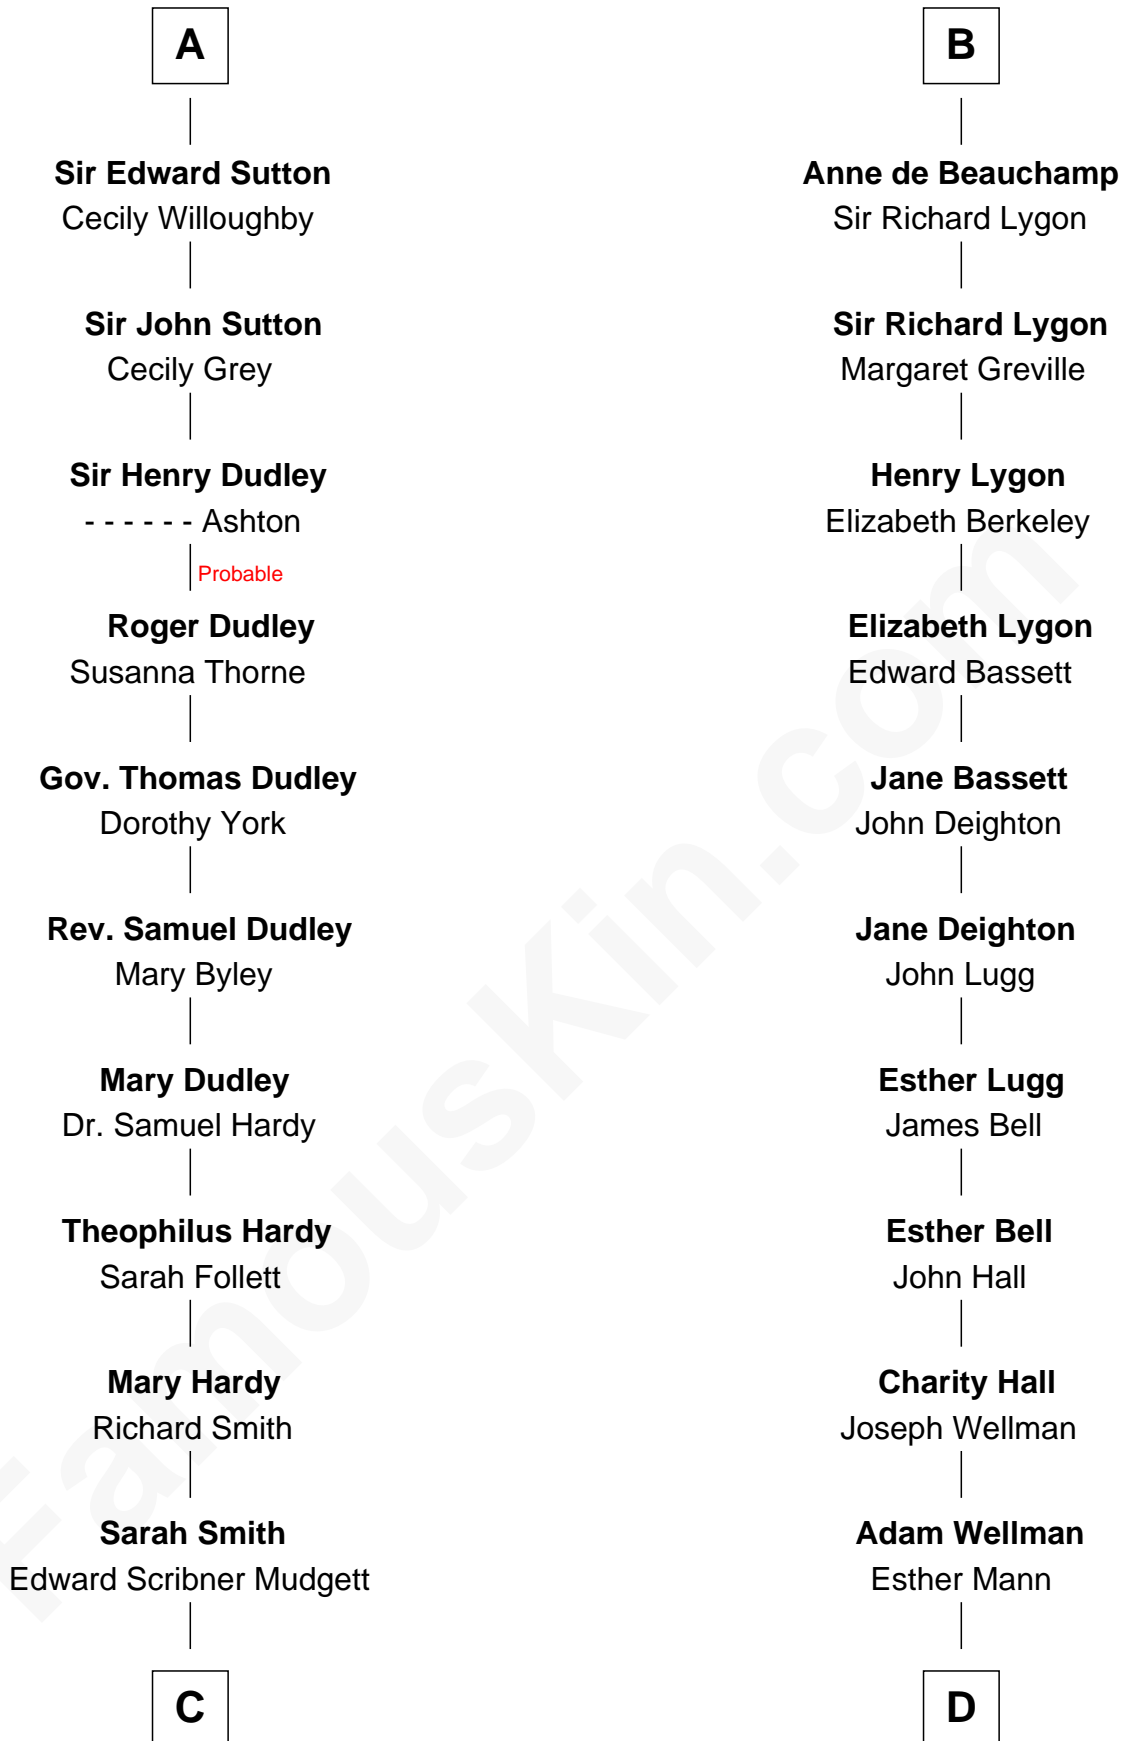 A
Sir Edward Sutton
Cecily Willoughby
Sir John Sutton
Cecily Grey
Sir Henry Dudley
- - - - - - Ashton
Probable
Roger Dudley
Susanna Thorne
Gov. Thomas Dudley
Dorothy York
Rev. Samuel Dudley
Mary Byley
Mary Dudley
Dr. Samuel Hardy
Theophilus Hardy
Sarah Follett
Mary Hardy
Richard Smith
Sarah Smith
Edward Scribner Mudgett
C
B
Anne de Beauchamp
Sir Richard Lygon
Sir Richard Lygon
Margaret Greville
Henry Lygon
Elizabeth Berkeley
Elizabeth Lygon
Edward Bassett
Jane Bassett
John Deighton
Jane Deighton
John Lugg
Esther Lugg
James Bell
Esther Bell
John Hall
Charity Hall
Joseph Wellman
Adam Wellman
Esther Mann
D
FamousKin.com